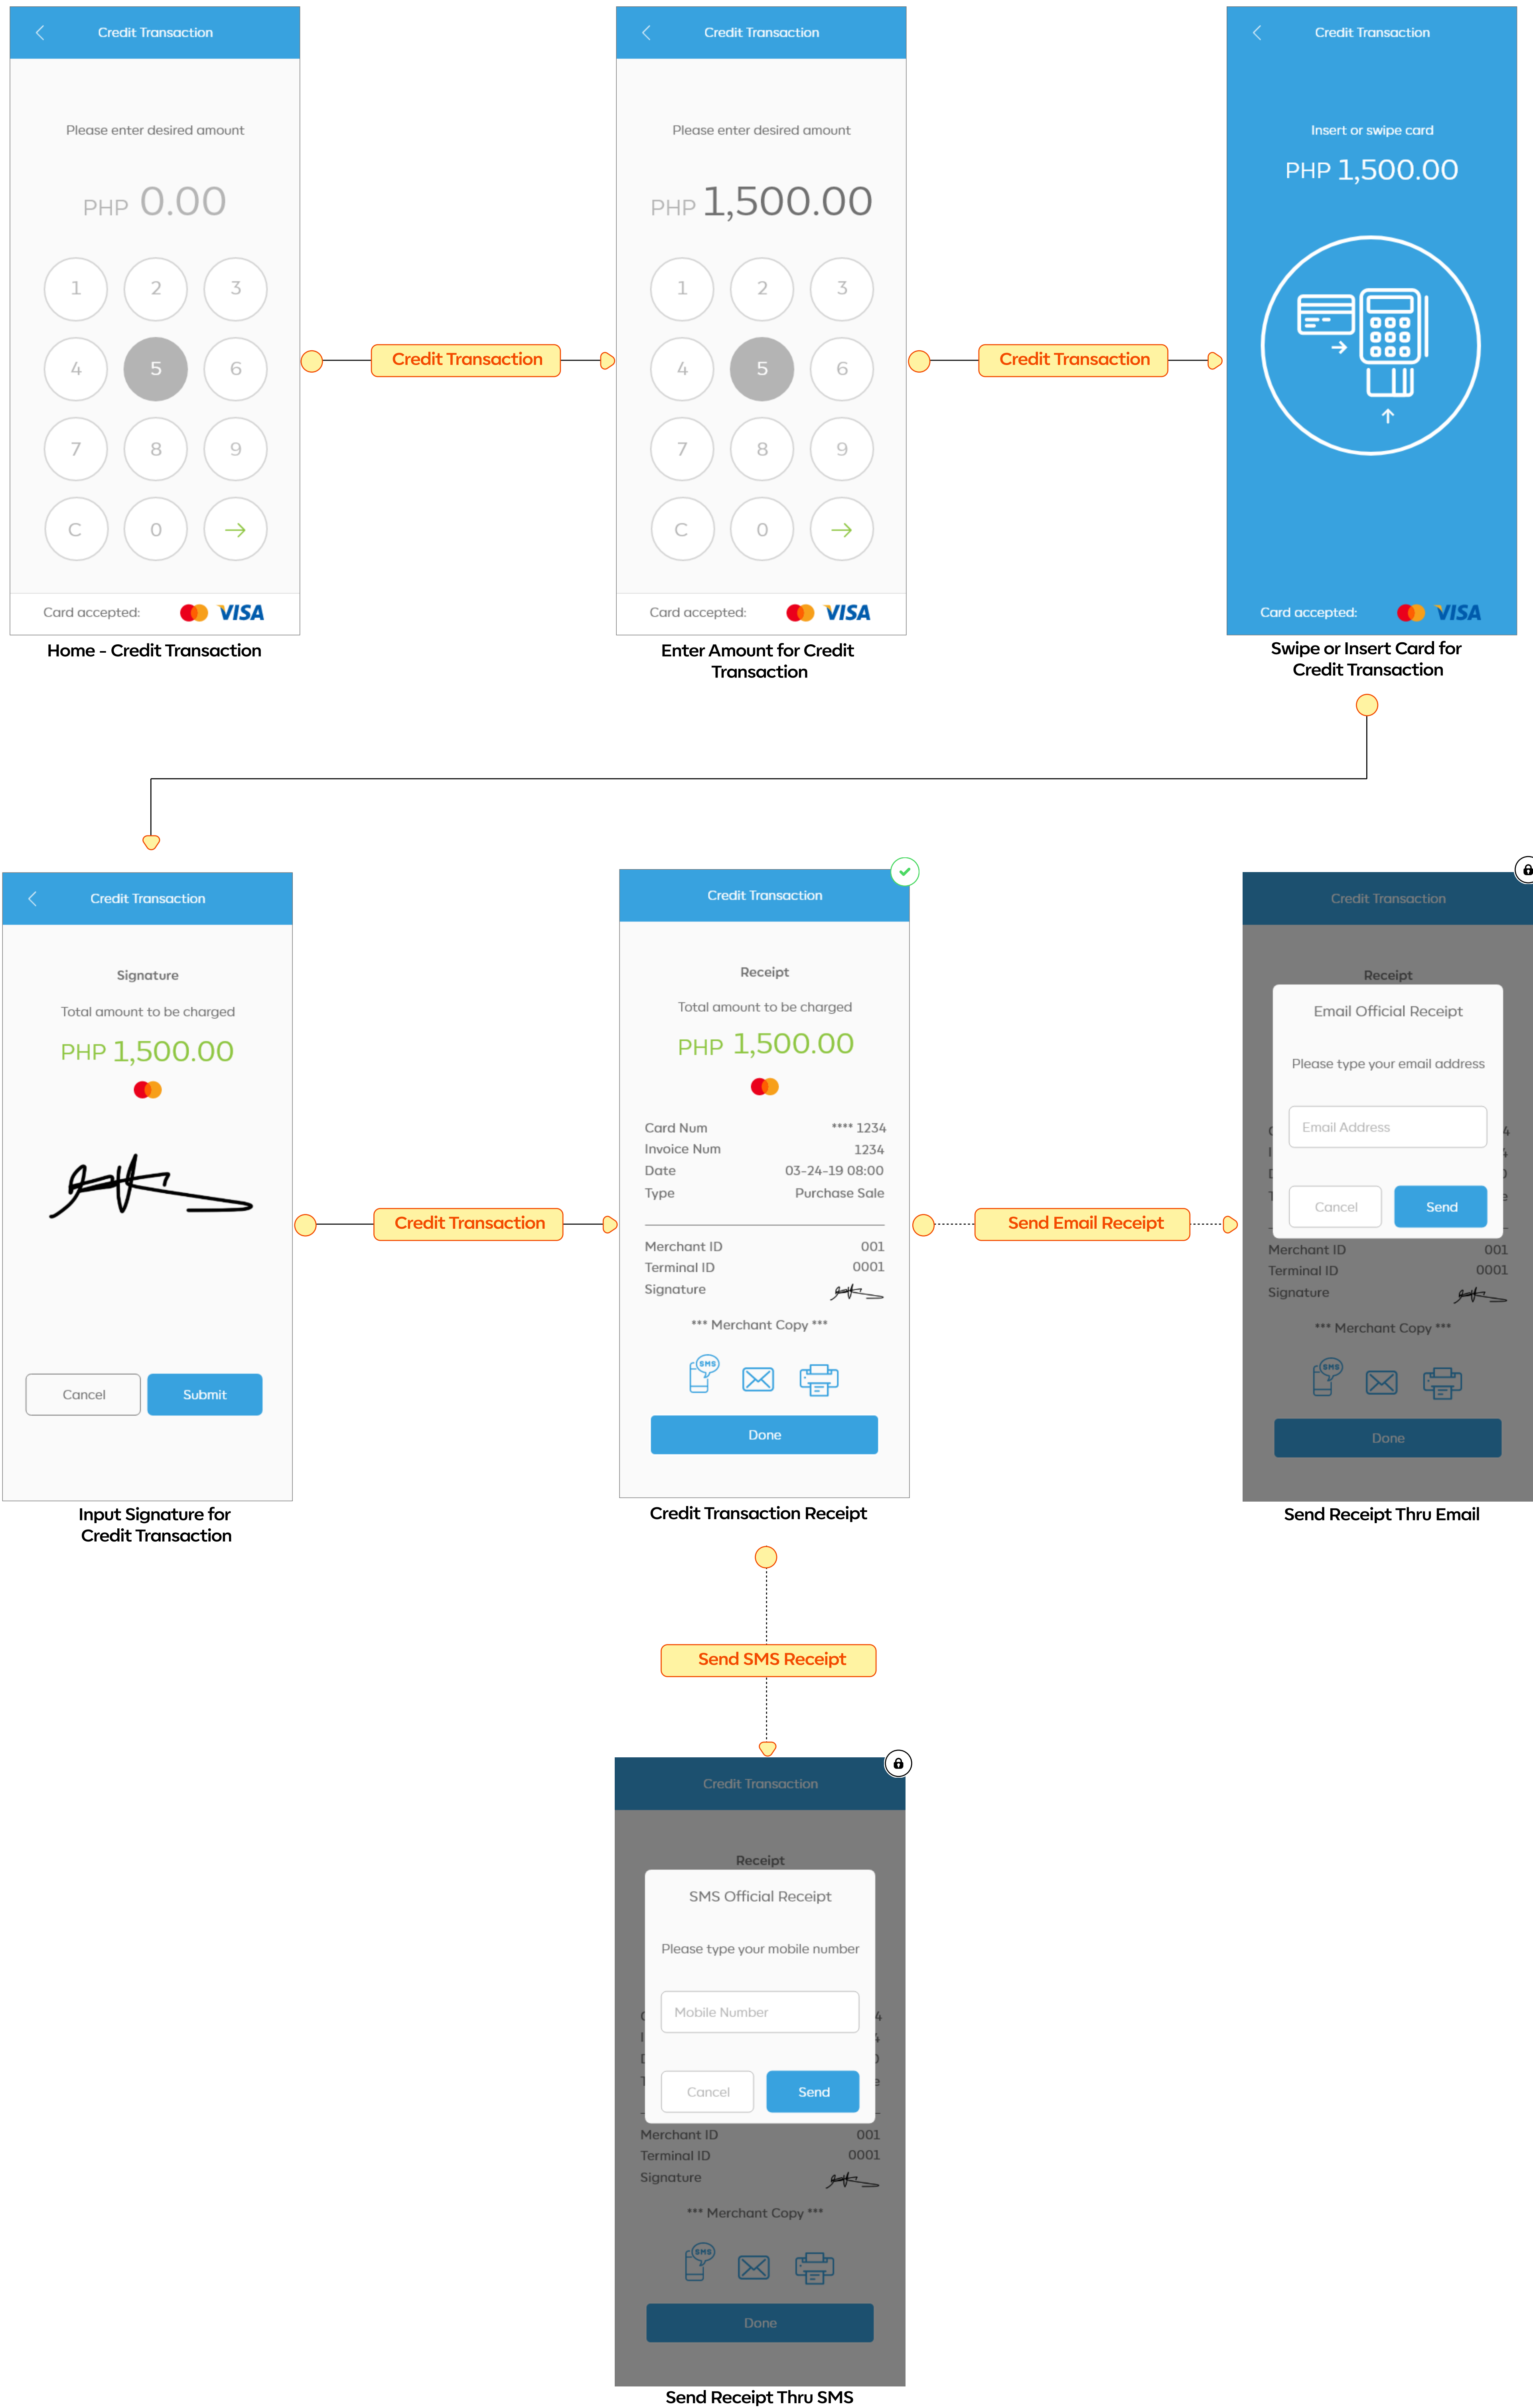 Credit Transaction
Please enter desired amount
PHP 0.00
1 2 3
4 5 6
7 8 9
C 0
Card accepted: VISA
Home - Credit Transaction
Credit Transaction
Credit Transaction
Please enter desired amount
PHP 1,500.00
1 2 3
4 5 6
7 8 9
C 0
Card accepted: VISA
Enter Amount for Credit
Transaction
Credit Transaction
Credit Transaction
Insert or swipe card
PHP 1,500.00
Card accepted: VISA
Swipe or Insert Card for
Credit Transaction
Credit Transaction
Signature
Total amount to be charged
PHP 1,500.00
Cancel Submit
Input Signature for
Credit Transaction
Credit Transaction
Credit Transaction
Receipt
Total amount to be charged
PHP 1,500.00
Card Num **** 1234
Invoice Num 1234
Date 03-24-19 08:00
Type Purchase Sale
Merchant ID 001
Terminal ID 0001
Signature
*** Merchant Copy ***
SMS
Done
Credit Transaction Receipt
Send Email Receipt
Credit Transaction
Receipt
Email Official Receipt
Please type your email address
Email Address
Cancel Send
Merchant ID 001
Terminal ID 0001
Signature
*** Merchant Copy ***
SMS
Done
Send Receipt Thru Email
Send SMS Receipt
Credit Transaction
Receipt
SMS Official Receipt
Please type your mobile number
Mobile Number
Cancel Send
Merchant ID 001
Terminal ID 0001
Signature
*** Merchant Copy ***
SMS
Done
Send Receipt Thru SMS